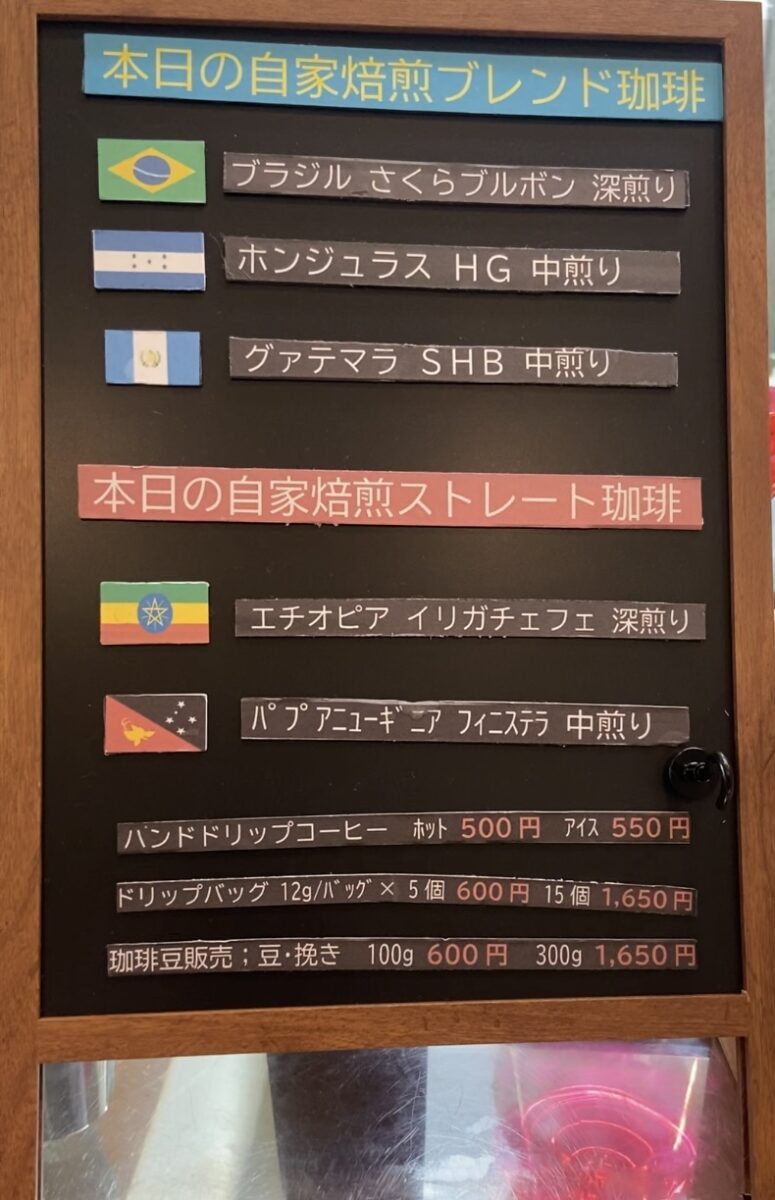 本日の自家焙煎ブレンド珈琲
ブラジル さくらブルボン 深煎り
ホンジュラス HG 中煎り
グァテマラ SHB 中煎り
本日の自家焙煎ストレート珈琲
エチオピア イリガチェフェ 深煎り
パプアニューギニア フィニステラ 中煎り
ハンドドリップコーヒー ホット 500円 アイス 550円
ドリップバッグ 12g/バッグ × 5個 600円 15個 1,650円
珈琲豆販売；豆・挽き 100g 600円 300g 1,650円